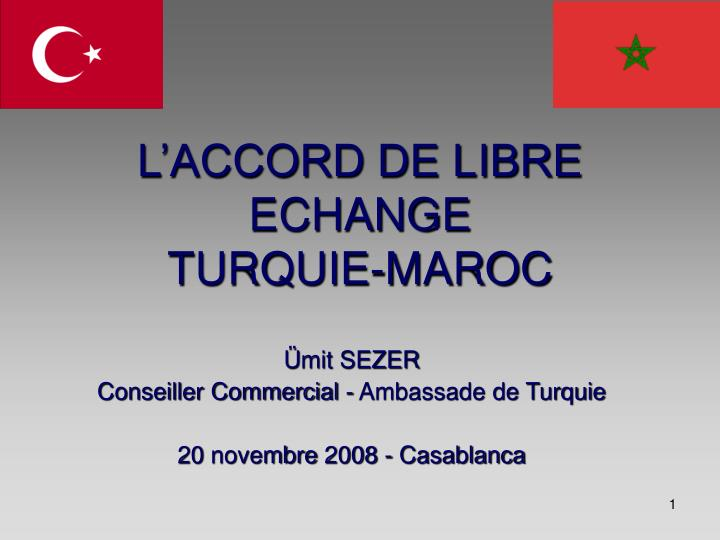 L’ACCORD DE LIBRE
ECHANGE
TURQUIE-MAROC
Ümit SEZER
Conseiller Commercial - Ambassade de Turquie
20 novembre 2008 - Casablanca
1